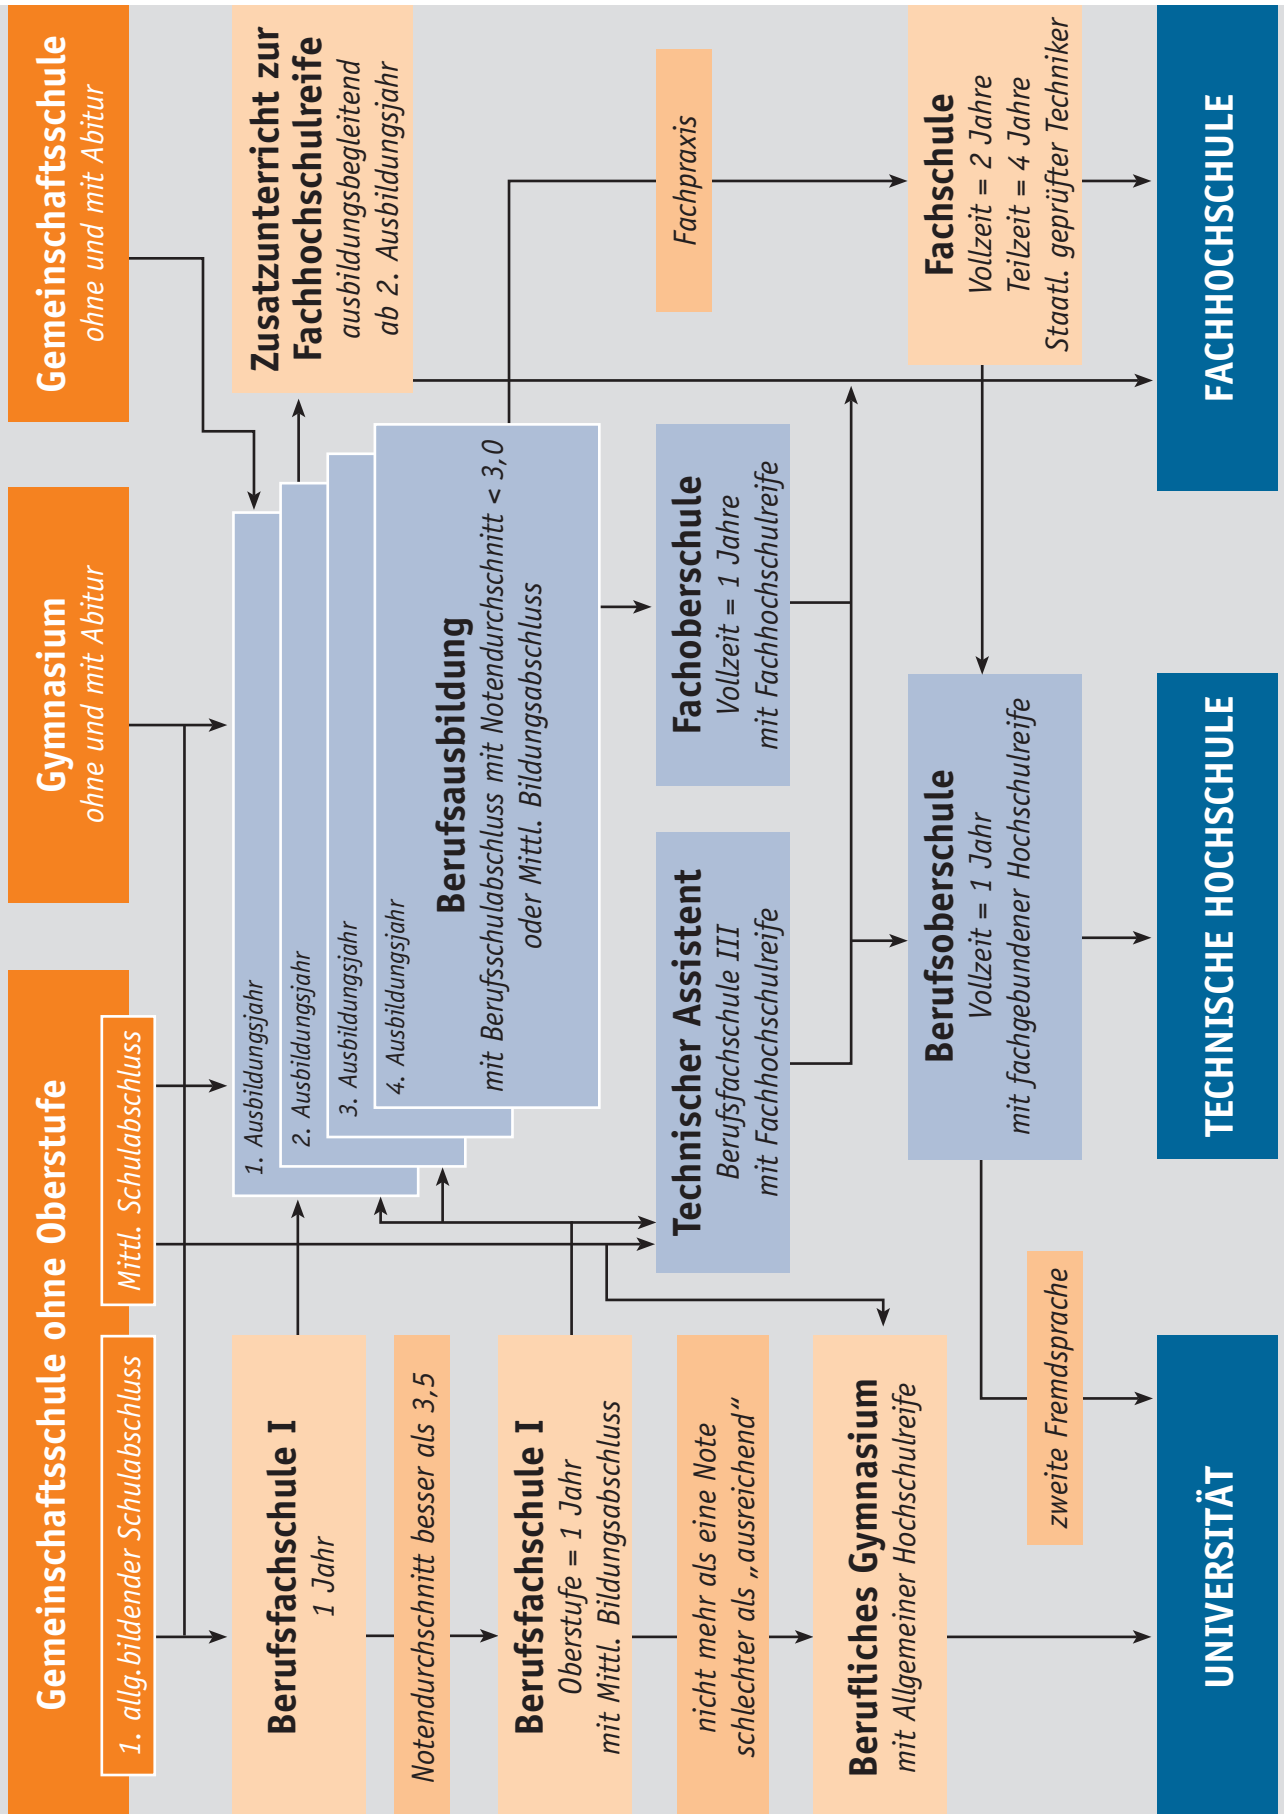 Gemeinschaftsschule ohne Oberstufe
1. allg.bildender Schulabschluss
Mittl. Schulabschluss
Gymnasium
ohne und mit Abitur
Gemeinschaftsschule
ohne und mit Abitur
Berufsfachschule I
1 Jahr
Notendurchschnitt besser als 3,5
Berufsfachschule I
Oberstufe = 1 Jahr
mit Mittl. Bildungsabschluss
nicht mehr als eine Note
schlechter als „ausreichend“
Berufliches Gymnasium
mit Allgemeiner Hochschulreife
1. Ausbildungsjahr
2. Ausbildungsjahr
3. Ausbildungsjahr
4. Ausbildungsjahr
Berufsausbildung
mit Berufsschulabschluss mit Notendurchschnitt < 3,0
oder Mittl. Bildungsabschluss
Zusatzunterricht zur
Fachhochschulreife
ausbildungsbegleitend
ab 2. Ausbildungsjahr
Technischer Assistent
Berufsfachschule III
mit Fachhochschulreife
Fachoberschule
Vollzeit = 1 Jahre
mit Fachhochschulreife
Fachpraxis
Berufsoberschule
Vollzeit = 1 Jahr
mit fachgebundener Hochschulreife
Fachschule
Vollzeit = 2 Jahre
Teilzeit = 4 Jahre
Staatl. geprüfter Techniker
zweite Fremdsprache
UNIVERSITÄT
TECHNISCHE HOCHSCHULE
FACHHOCHSCHULE